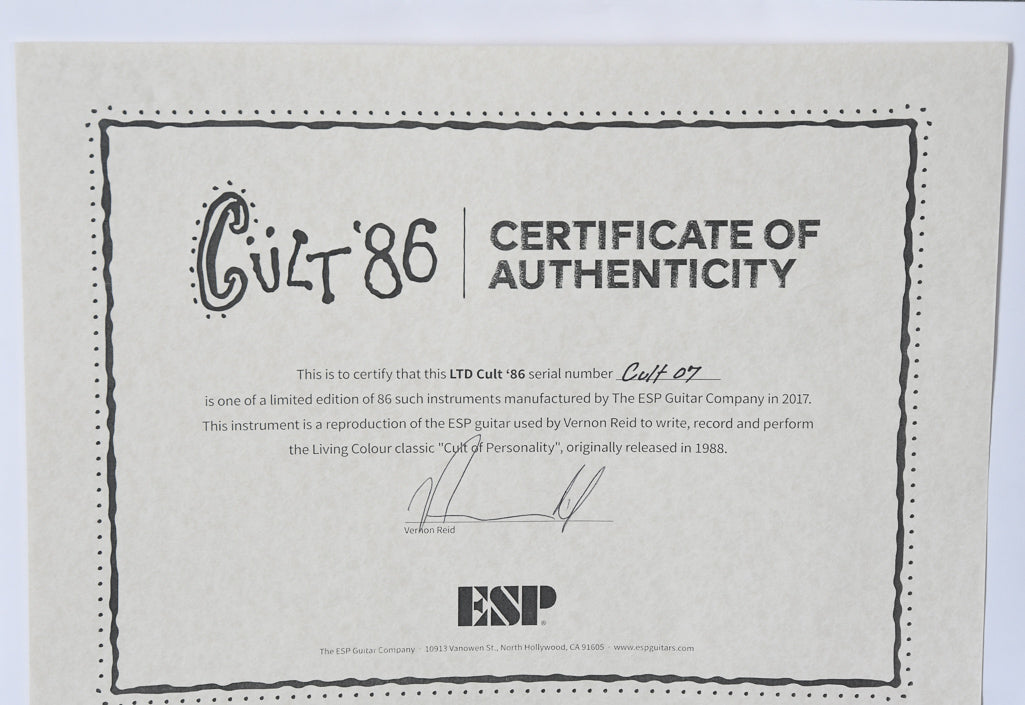 Cült '86
CERTIFICATE OF
AUTHENTICITY
This is to certify that this LTD Cult ‘86 serial number Cult 07
is one of a limited edition of 86 such instruments manufactured by The ESP Guitar Company in 2017.
This instrument is a reproduction of the ESP guitar used by Vernon Reid to write, record and perform
the Living Colour classic "Cult of Personality", originally released in 1988.
Vernon Reid
ESP®
The ESP Guitar Company · 10913 Vanowen St., North Hollywood, CA 91605 · www.espguitars.com